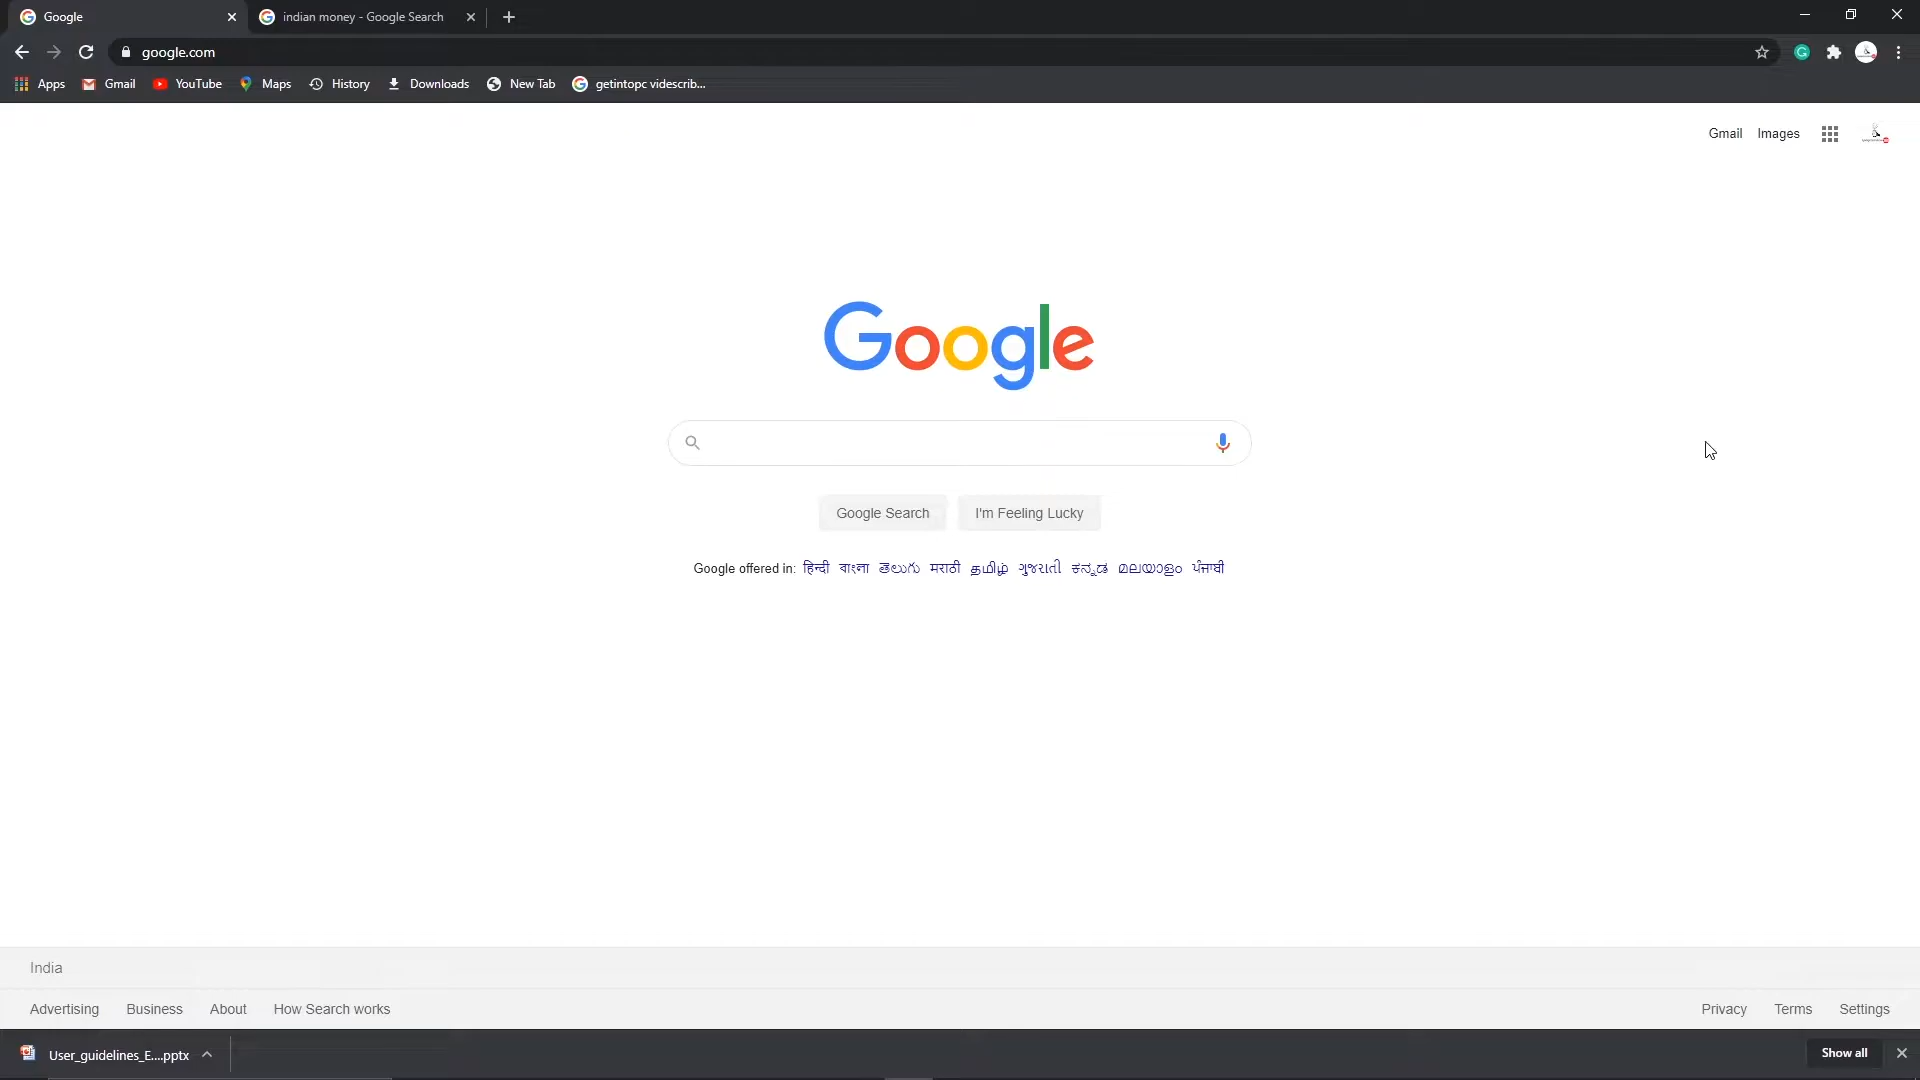 Google
indian money - Google Search
google.com
Apps Gmail YouTube Maps History Downloads New Tab getintopc videscrib...
Gmail Images
Google
Google Search I'm Feeling Lucky
Google offered in: हिन्दी বাংলা తెలుగు मराठी தமிழ் ગુજરાતી ಕನ್ನಡ മലയാളം ਪੰਜਾਬੀ
India
Advertising Business About How Search works Privacy Terms Settings
User_guidelines_E....pptx Show all